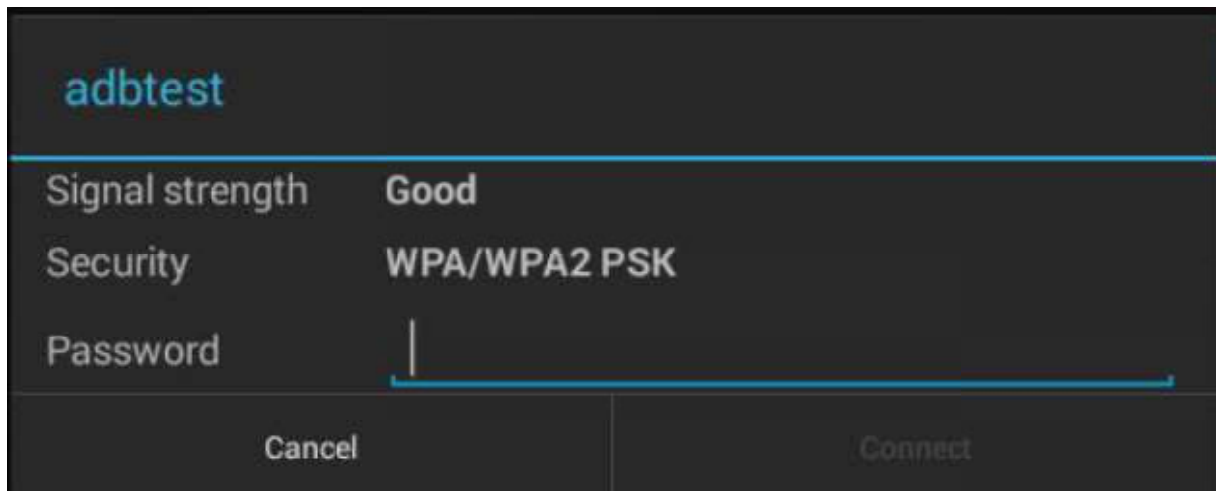 adbtest
Signal strength Good
Security WPA/WPA2 PSK
Password
Cancel Connect